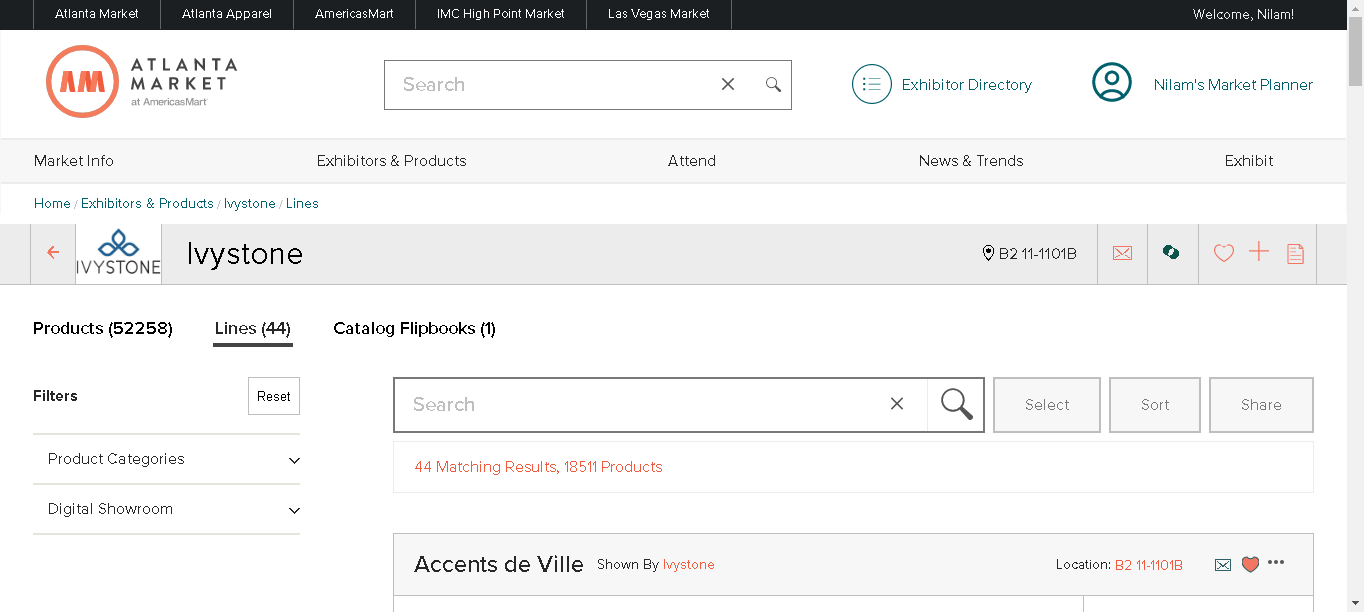 Atlanta Market Atlanta Apparel AmericasMart IMC High Point Market Las Vegas Market Welcome, Nilam!
AM ATLANTA
MARKET
at AmericasMart®
Search
Exhibitor Directory
Nilam's Market Planner
Market Info Exhibitors & Products Attend News & Trends Exhibit
Home / Exhibitors & Products / Ivystone / Lines
IVYSTONE
Ivystone
B2 11-1101B
Products (52258) Lines (44) Catalog Flipbooks (1)
Filters Reset
Search
Select Sort Share
Product Categories
Digital Showroom
44 Matching Results, 18511 Products
Accents de Ville Shown By Ivystone Location: B2 11-1101B